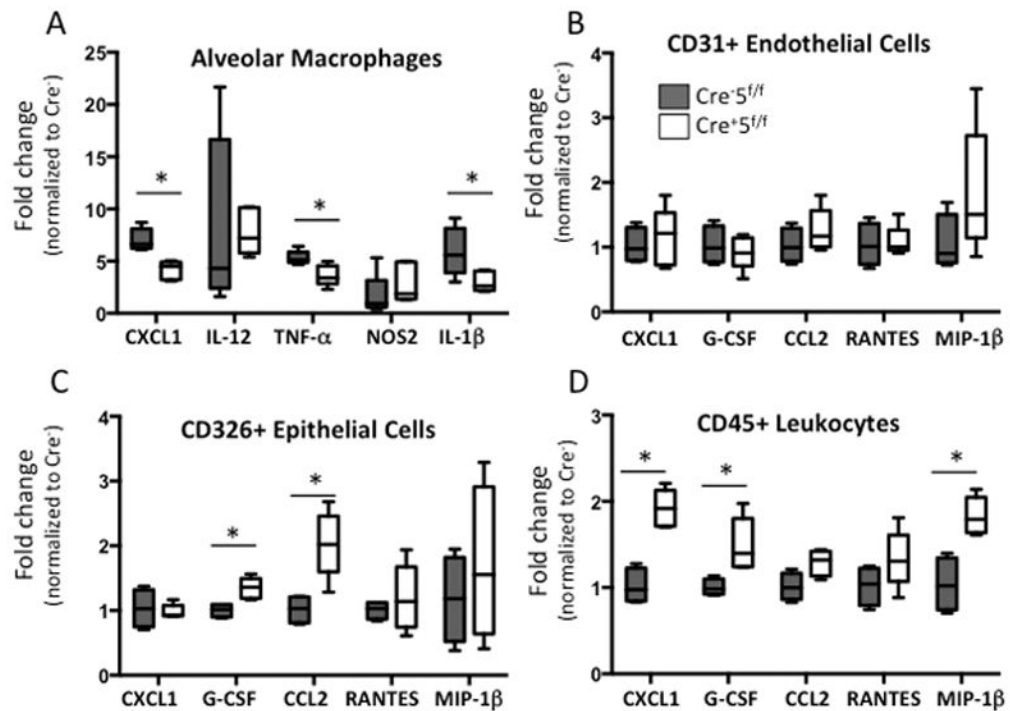 A
Alveolar Macrophages
Fold change
(normalized to Cre⁻)
25
20
15
10
5
0
*
*
*
CXCL1 IL-12 TNF-α NOS2 IL-1β
B
CD31+ Endothelial Cells
Cre⁻5ᶠ/ᶠ
Cre⁺5ᶠ/ᶠ
Fold change
(normalized to Cre⁻)
4
3
2
1
0
CXCL1 G-CSF CCL2 RANTES MIP-1β
C
CD326+ Epithelial Cells
Fold change
(normalized to Cre⁻)
4
3
2
1
0
*
*
CXCL1 G-CSF CCL2 RANTES MIP-1β
D
CD45+ Leukocytes
Fold change
(normalized to Cre⁻)
3
2
1
0
*
*
*
CXCL1 G-CSF CCL2 RANTES MIP-1β